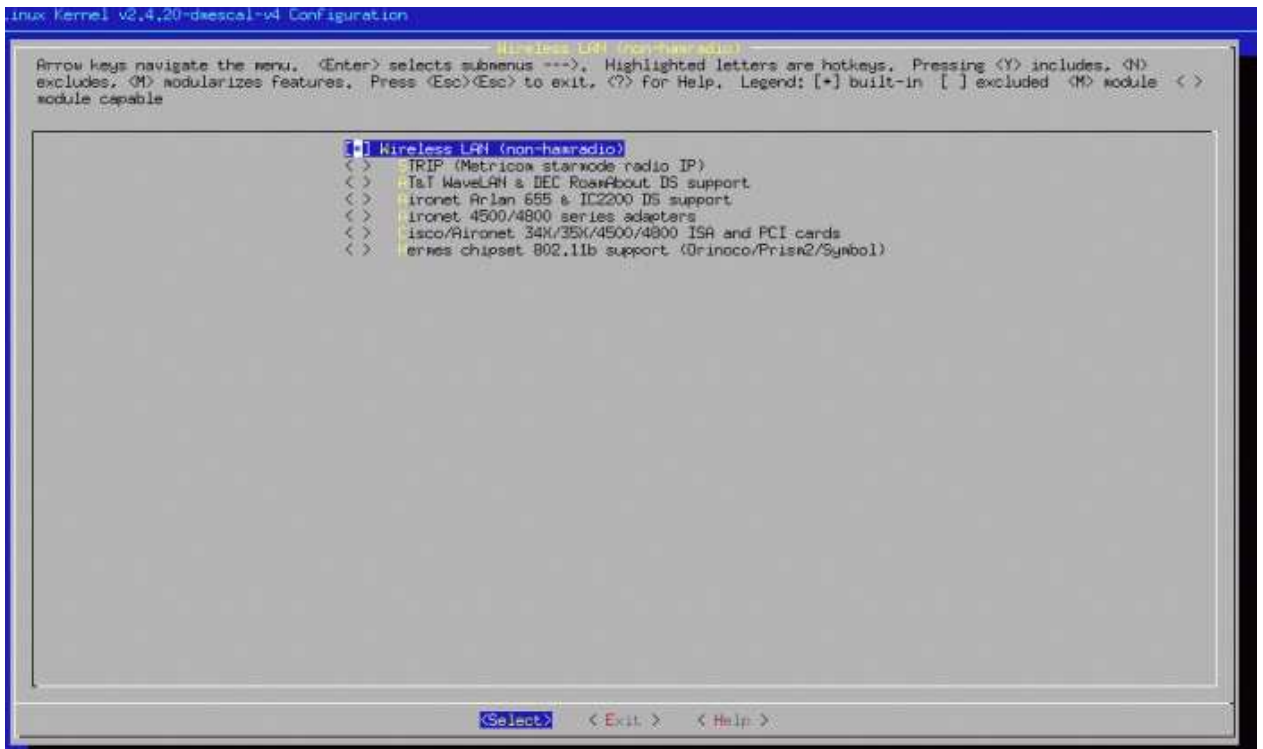 Linux Kernel v2.4.20-dmescal-v4 Configuration
Wireless LAN (non-hamradio)
Arrow keys navigate the menu. <Enter> selects submenus --->. Highlighted letters are hotkeys. Pressing <Y> includes, <N>
excludes, <M> modularizes features. Press <Esc><Esc> to exit, <?> for Help. Legend: [*] built-in [ ] excluded <M> module < >
module capable
[*] Wireless LAN (non-hamradio)
< > STRIP (Metricom starmode radio IP)
< > AT&T WaveLAN & DEC RoamAbout DS support
< > Aironet Arlan 655 & IC2200 DS support
< > Aironet 4500/4800 series adapters
< > Cisco/Aironet 34X/35X/4500/4800 ISA and PCI cards
< > Hermes chipset 802.11b support (Orinoco/Prism2/Symbol)
<Select> < Exit > < Help >